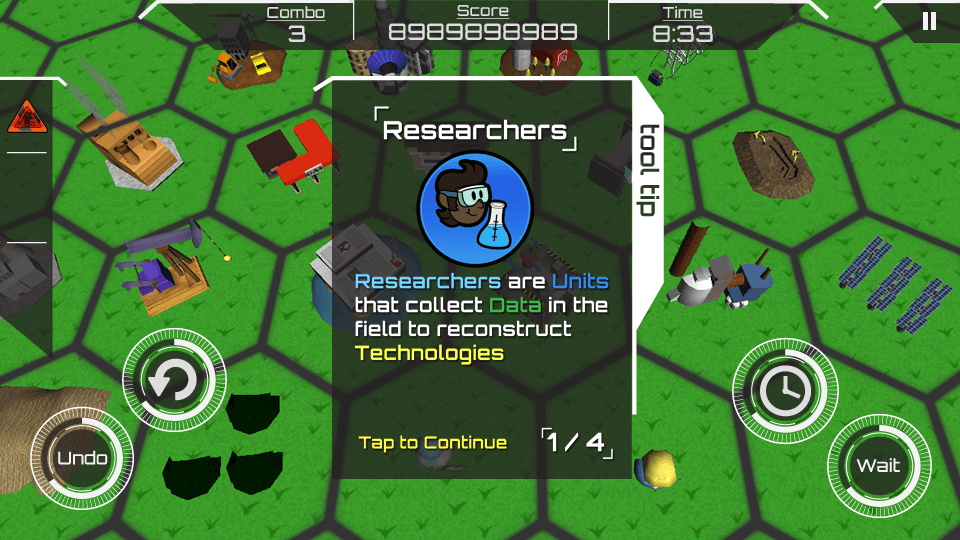 Combo
3
Score
8989898989
Time
8:33
Researchers
tool tip
Researchers are Units
that collect Data in the
field to reconstruct
Technologies
Tap to Continue
1/4
Undo
Wait